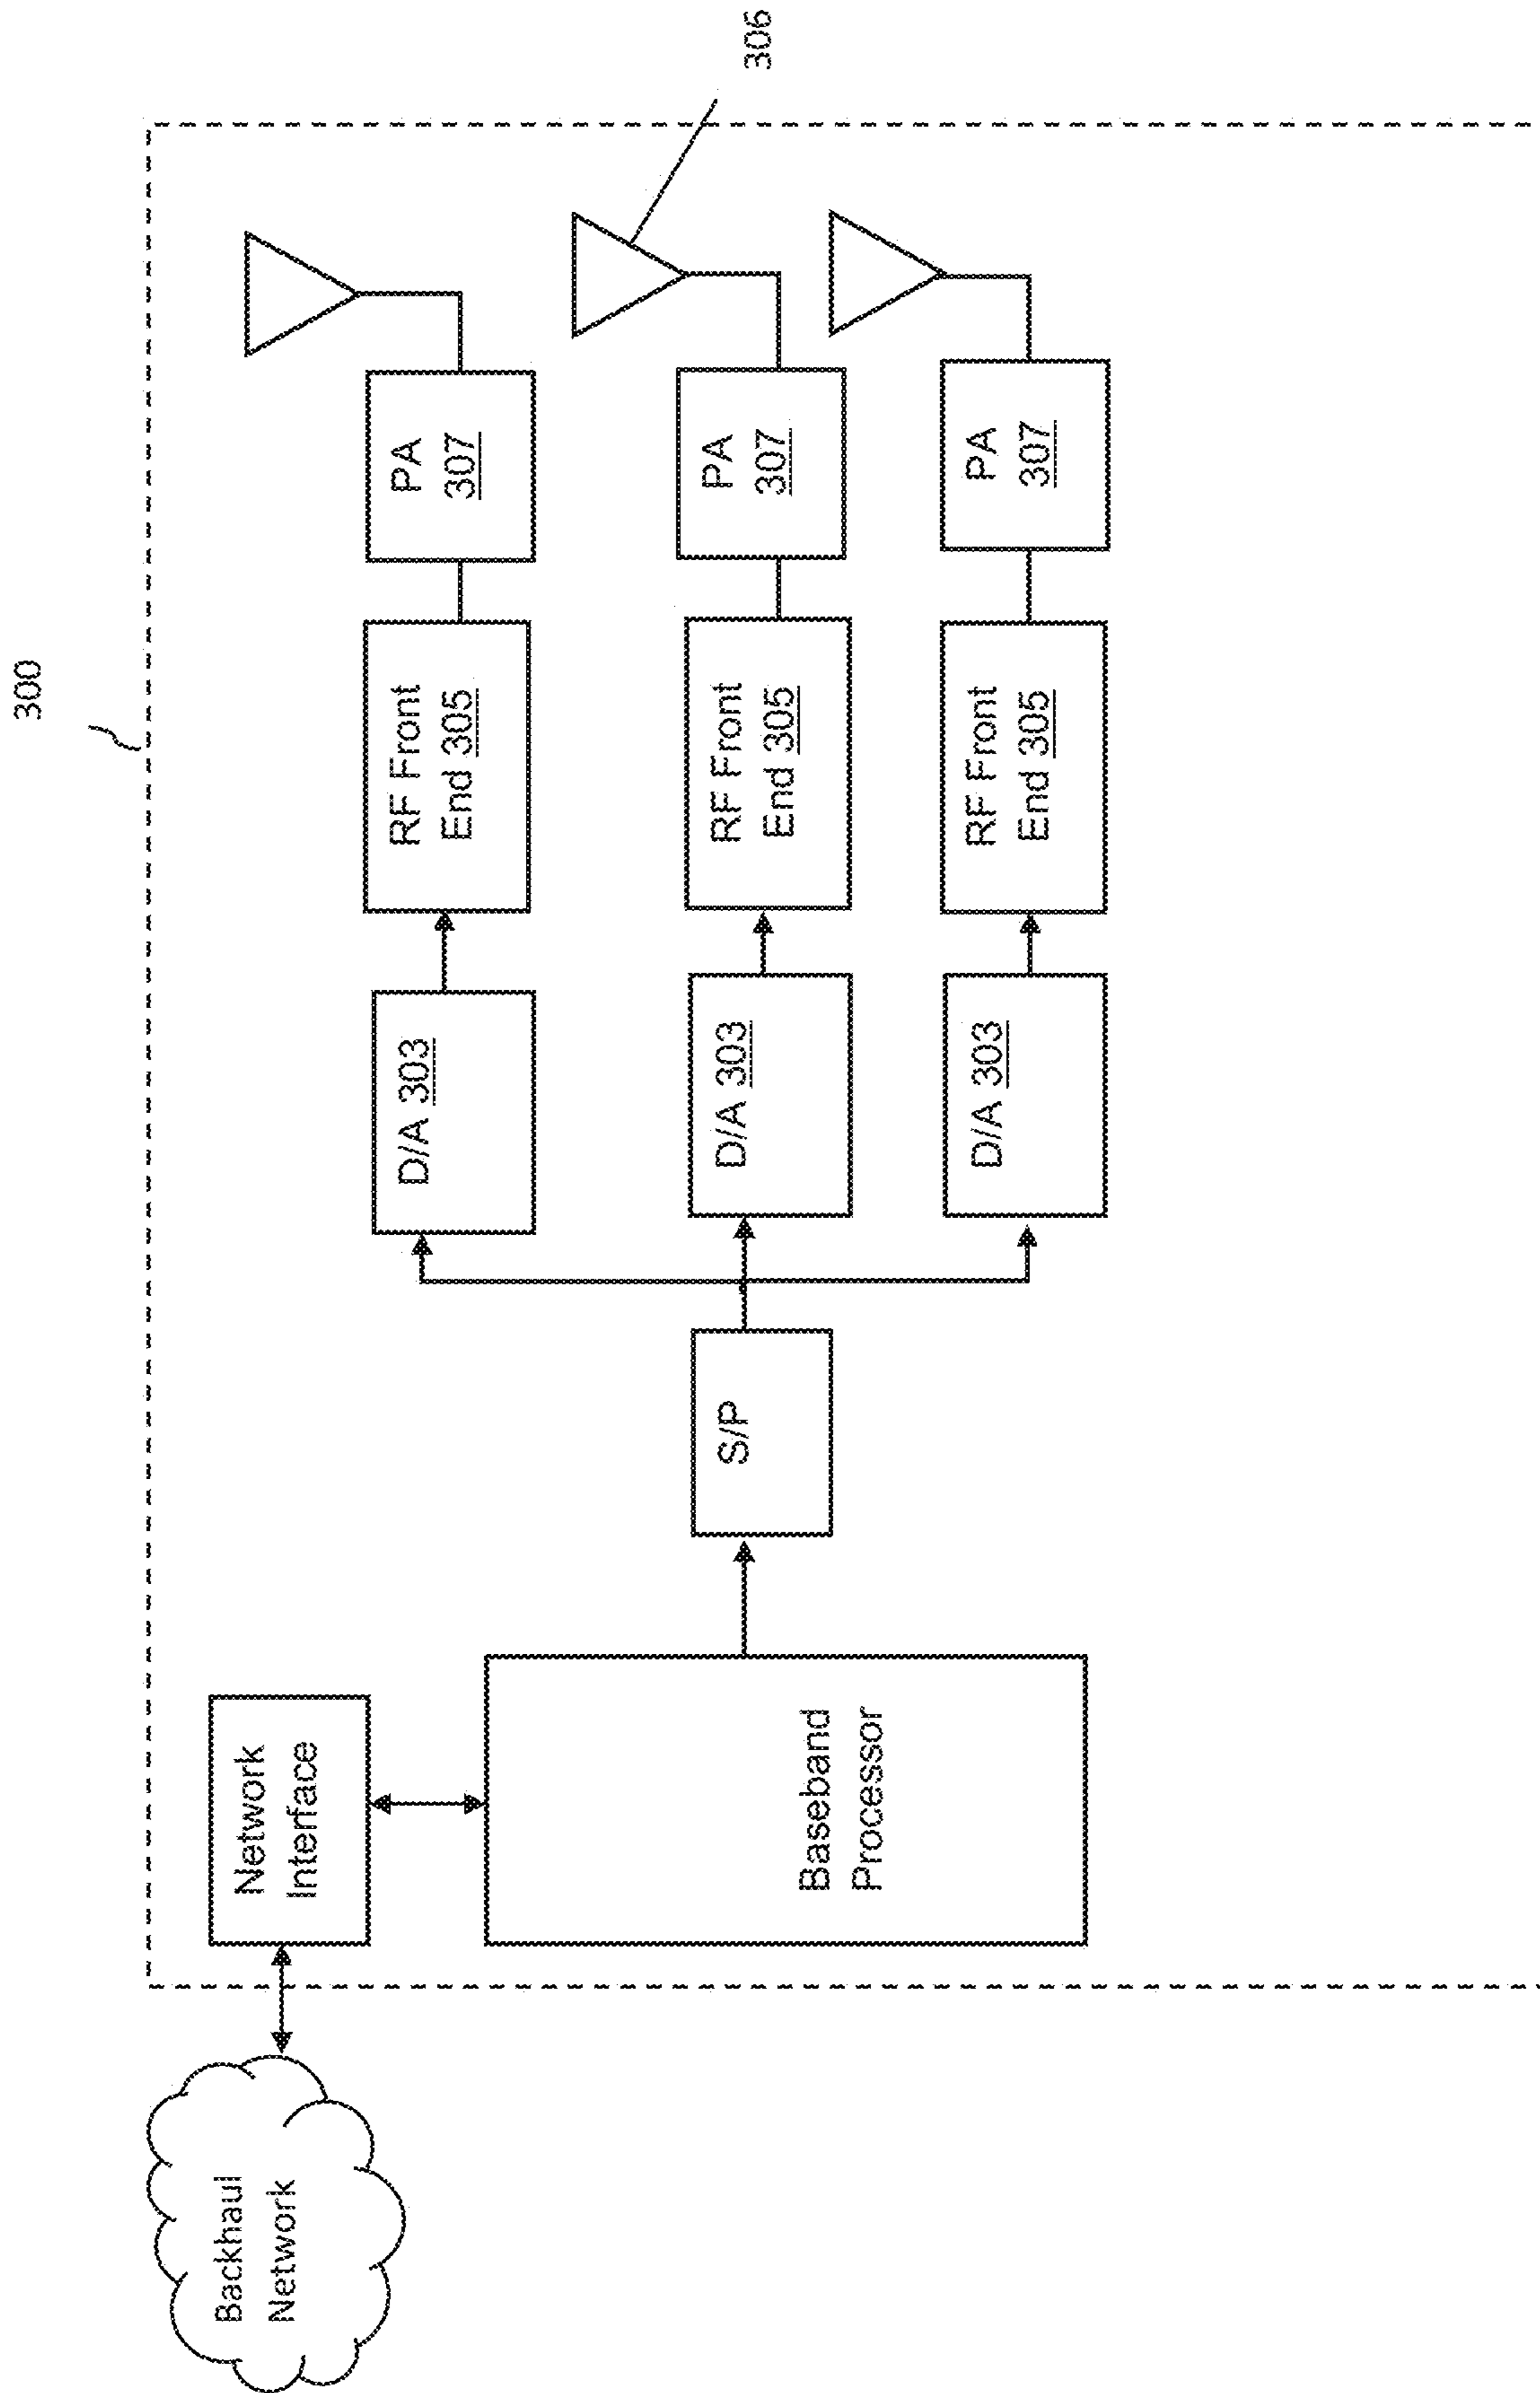 300
Backhaul
Network
Network
Interface
Baseband
Processor
S/P
D/A 303
RF Front
End 305
PA
307
D/A 303
RF Front
End 305
PA
307
306
D/A 303
RF Front
End 305
PA
307